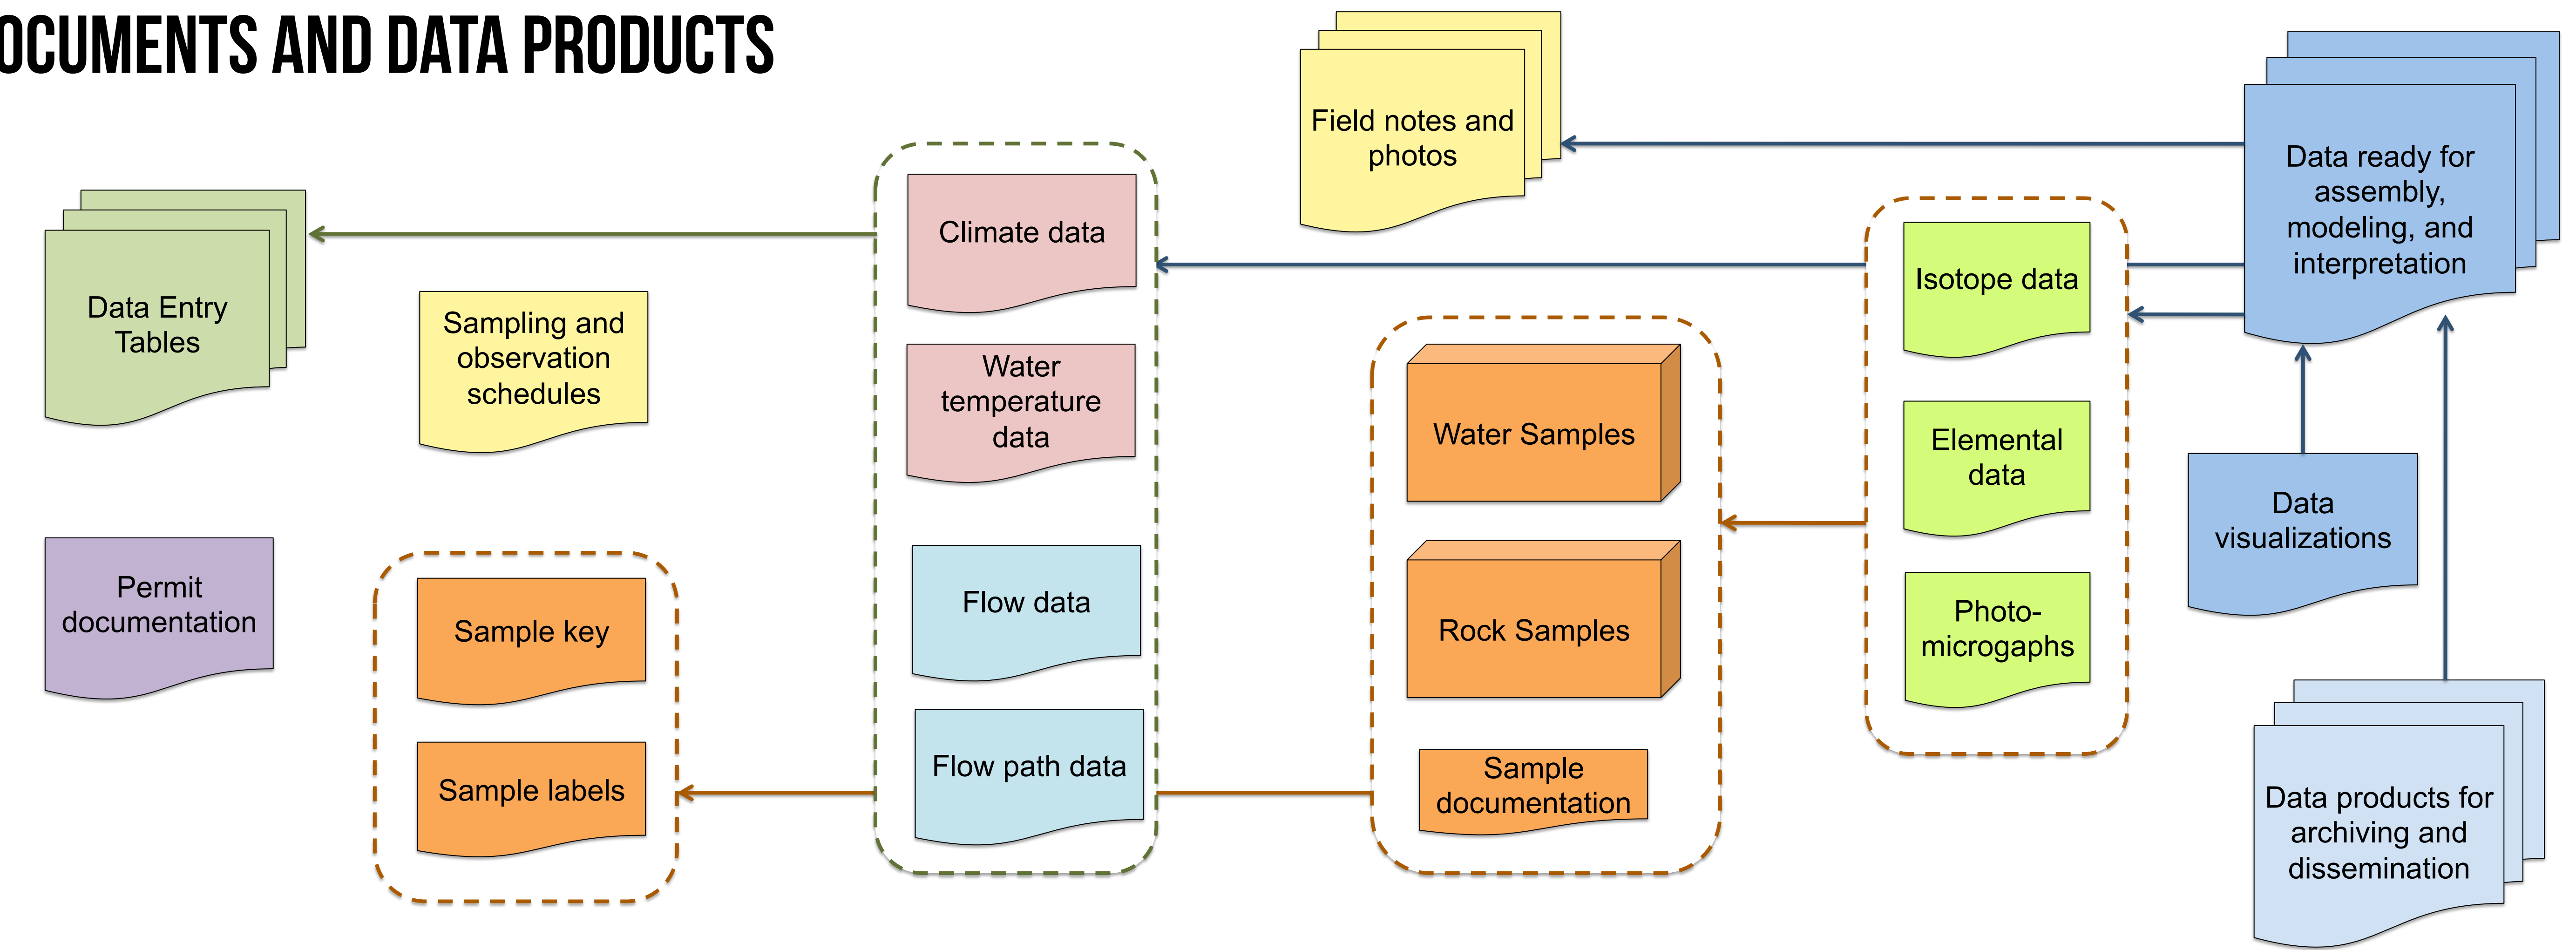 OCUMENTS AND DATA PRODUCTS
Field notes and
photos
Data ready for
assembly,
modeling, and
interpretation
Climate data
Isotope data
Data Entry
Tables
Sampling and
observation
schedules
Water
temperature
data
Water Samples
Elemental
data
Data
visualizations
Permit
documentation
Sample key
Flow data
Rock Samples
Photo-
microgaphs
Sample labels
Flow path data
Sample
documentation
Data products for
archiving and
dissemination